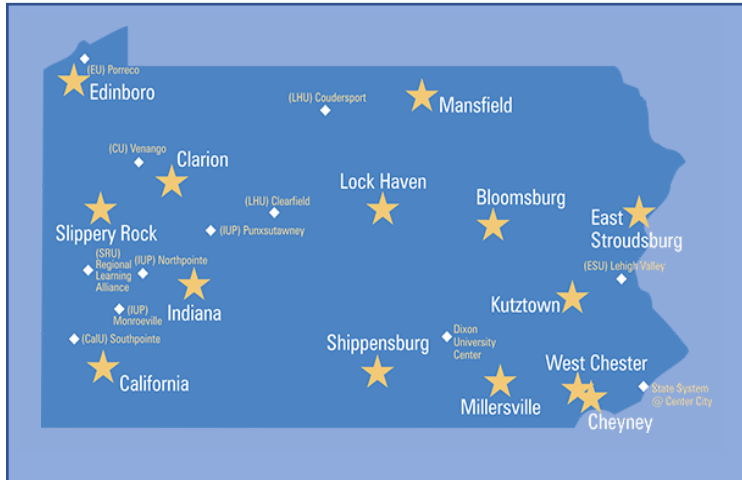 (EU) Porreco
Edinboro
(LHU) Coudersport
Mansfield
(CU) Venango
Clarion
Lock Haven
(LHU) Clearfield
Bloomsburg
East
Stroudsburg
Slippery Rock
(IUP) Punxsutawney
(SRU)
Regional
Learning
Alliance
(IUP) Northpointe
(ESU) Lehigh Valley
Indiana
Kutztown
(IUP)
Monroeville
(CalU) Southpointe
Shippensburg
Dixon
University
Center
California
West Chester
Millersville
State System
@ Center City
Cheyney